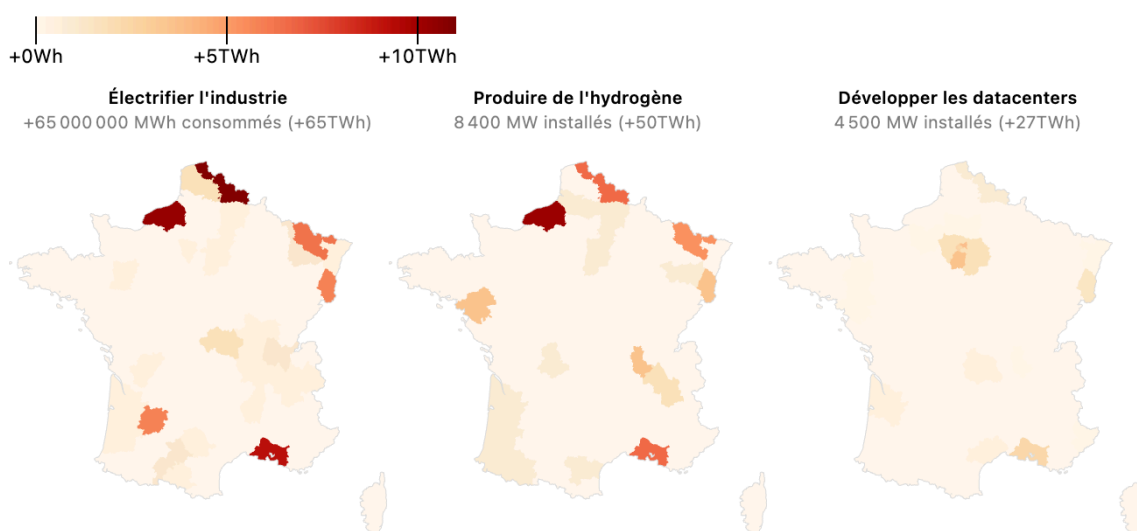 +0Wh +5TWh +10TWh
Électrifier l'industrie
+65 000 000 MWh consommés (+65TWh)
Produire de l'hydrogène
8 400 MW installés (+50TWh)
Développer les datacenters
4 500 MW installés (+27TWh)